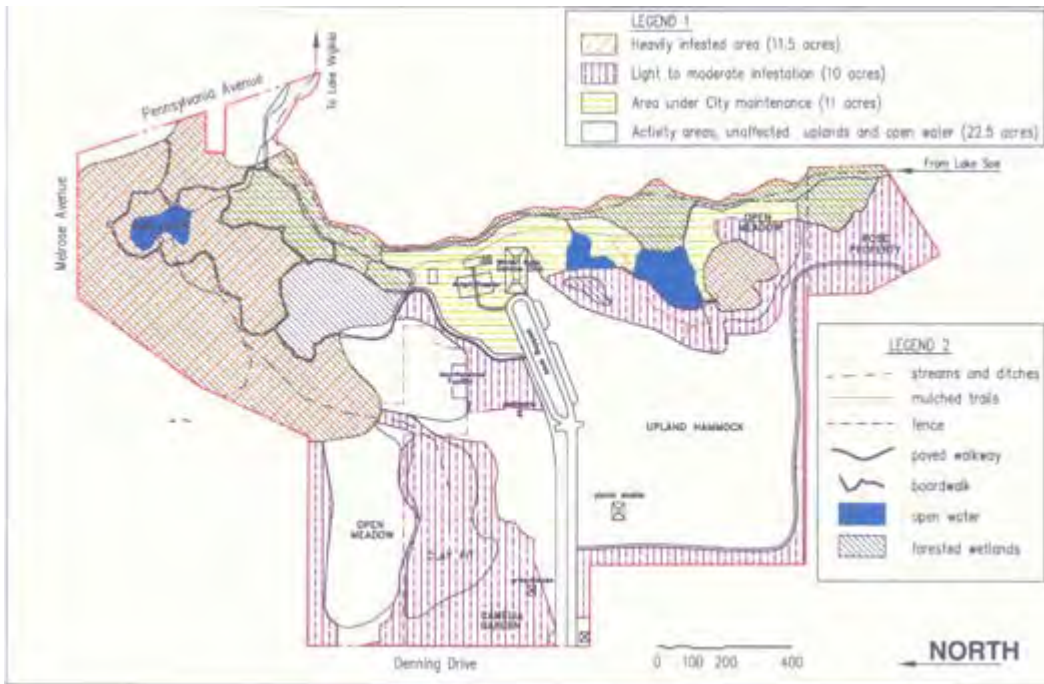 LEGEND 1
Heavily infested area (11.5 acres)
Light to moderate infestation (10 acres)
Area under City maintenance (11 acres)
Activity areas, unaffected uplands and open water (22.5 acres)
To Lake Virginia
Pennsylvania Avenue
Melrose Avenue
From Lake Sue
OPEN
MEADOW
PROPERTY
UPLAND HAMMOCK
OPEN
MEADOW
CLAY PIT
CAMELLIA
GARDEN
Denning Drive
LEGEND 2
streams and ditches
mulched trails
fence
paved walkway
boardwalk
open water
forested wetlands
0 100 200 400
NORTH